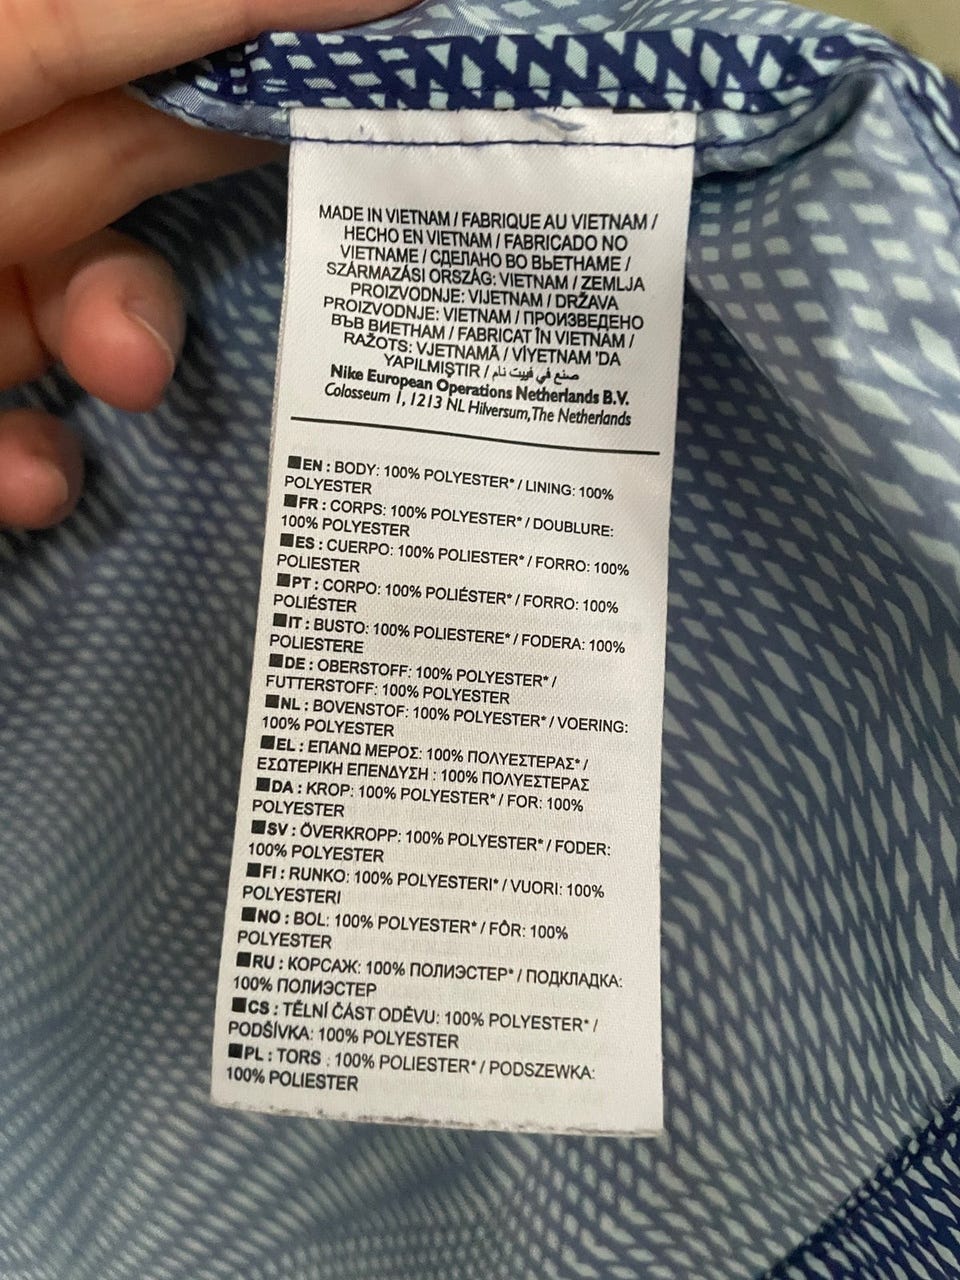 MADE IN VIETNAM / FABRIQUE AU VIETNAM /
HECHO EN VIETNAM / FABRICADO NO
VIETNAME / СДЕЛАНО ВО ВЬЕТНАМЕ /
SZÁRMAZÁSI ORSZÁG: VIETNAM / ZEMLJA
PROIZVODNJE: VIJETNAM / DRŽAVA
PROIZVODNJE: VIETNAM / ПРОИЗВЕДЕНО
ВЪВ ВИЕТНАМ / FABRICAT ÎN VIETNAM /
RAŽOTS: VJETNAMĀ / VİYETNAM 'DA
YAPILMIŞTIR / صنع في فييت نام
Nike European Operations Netherlands B.V.
Colosseum 1, 1213 NL Hilversum, The Netherlands
EN : BODY: 100% POLYESTER* / LINING: 100%
POLYESTER
FR : CORPS: 100% POLYESTER* / DOUBLURE:
100% POLYESTER
ES : CUERPO: 100% POLIESTER* / FORRO: 100%
POLIESTER
PT : CORPO: 100% POLIÉSTER* / FORRO: 100%
POLIÉSTER
IT : BUSTO: 100% POLIESTERE* / FODERA: 100%
POLIESTERE
DE : OBERSTOFF: 100% POLYESTER* /
FUTTERSTOFF: 100% POLYESTER
NL : BOVENSTOF: 100% POLYESTER* / VOERING:
100% POLYESTER
EL : ΕΠΑΝΩ ΜΕΡΟΣ: 100% ΠΟΛΥΕΣΤΕΡΑΣ* /
ΕΣΩΤΕΡΙΚΗ ΕΠΕΝΔΥΣΗ : 100% ΠΟΛΥΕΣΤΕΡΑΣ
DA : KROP: 100% POLYESTER* / FOR: 100%
POLYESTER
SV : ÖVERKROPP: 100% POLYESTER* / FODER:
100% POLYESTER
FI : RUNKO: 100% POLYESTERI* / VUORI: 100%
POLYESTERI
NO : BOL: 100% POLYESTER* / FÔR: 100%
POLYESTER
RU : КОРСАЖ: 100% ПОЛИЭСТЕР* / ПОДКЛАДКА:
100% ПОЛИЭСТЕР
CS : TĚLNÍ ČÁST ODĚVU: 100% POLYESTER* /
PODŠÍVKA: 100% POLYESTER
PL : TORS : 100% POLIESTER* / PODSZEWKA:
100% POLIESTER